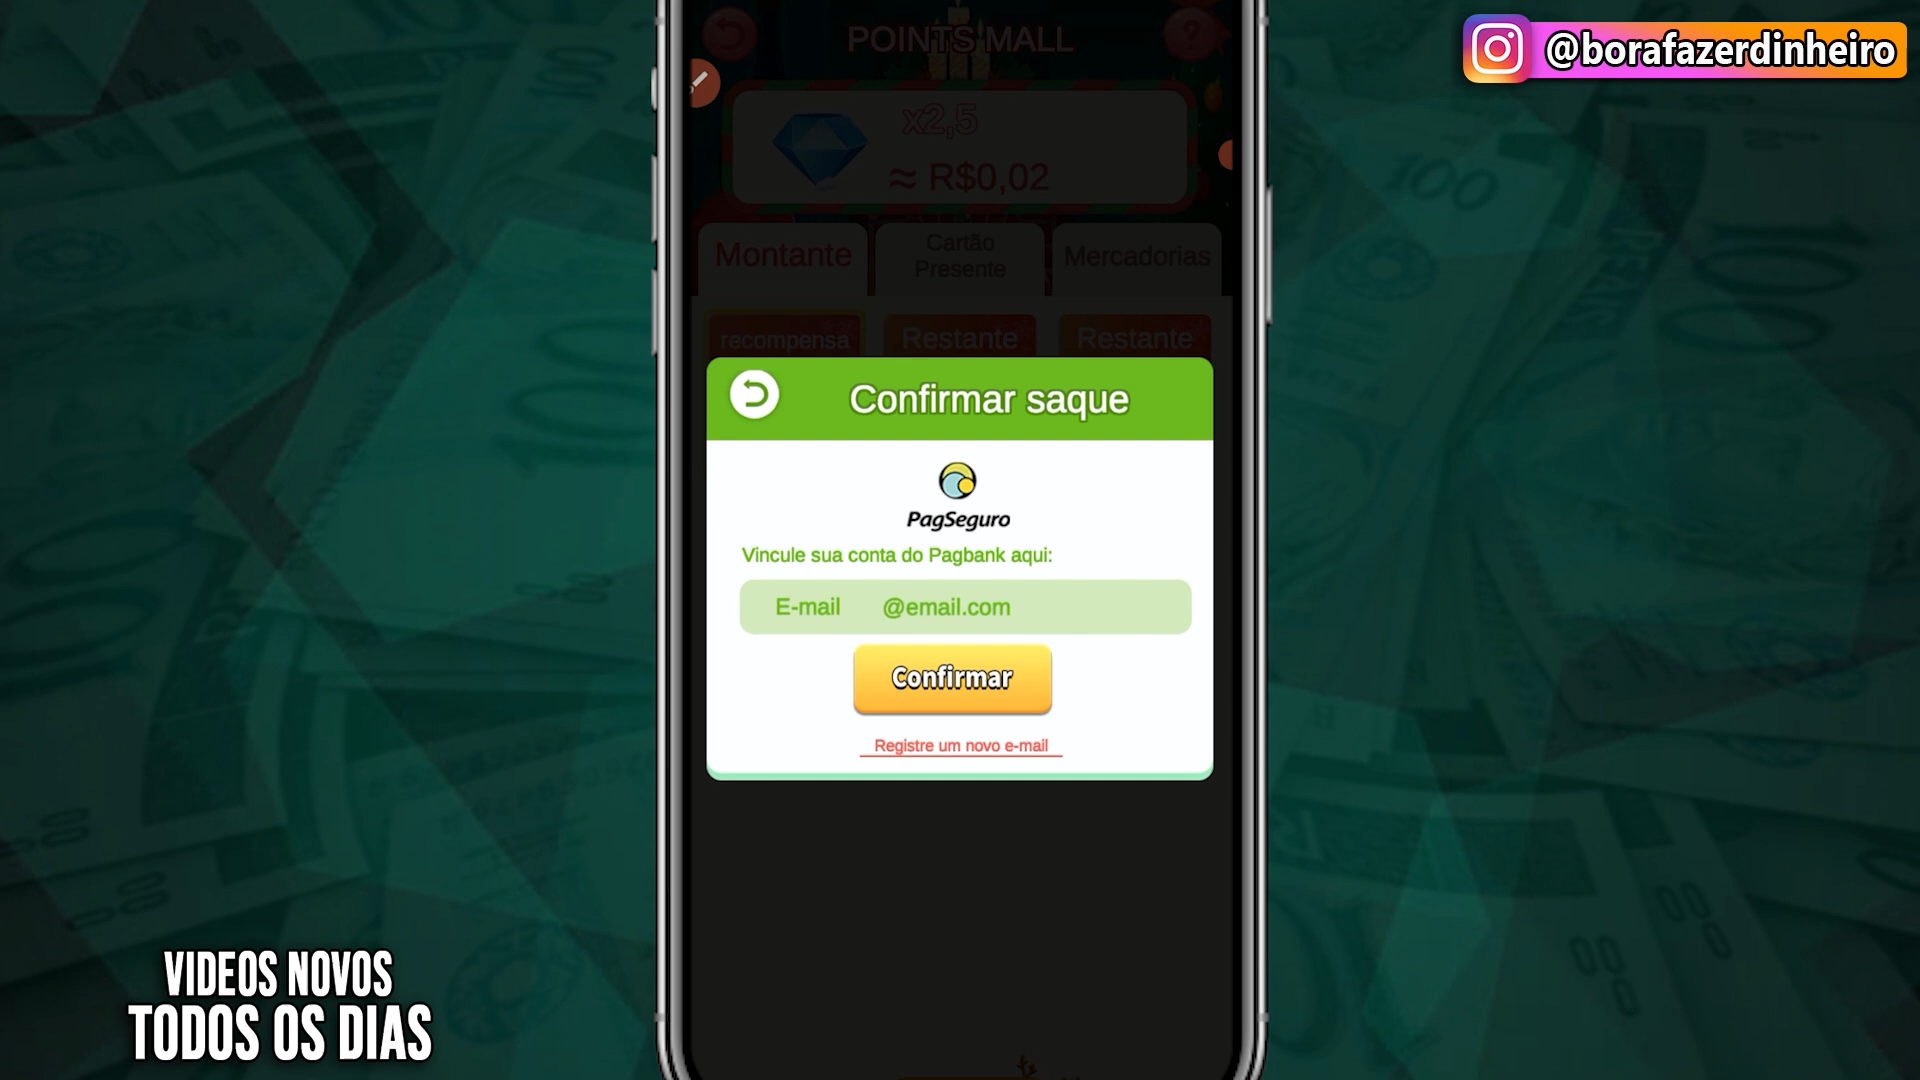 @borafazerdinheiro
POINTS MALL
x2,5
≈ R$0,02
Montante
Cartão
Presente
Mercadorias
recompensa
Restante
Restante
Confirmar saque
PagSeguro
Vincule sua conta do Pagbank aqui:
E-mail @email.com
Confirmar
Registre um novo e-mail
VIDEOS NOVOS
TODOS OS DIAS
100